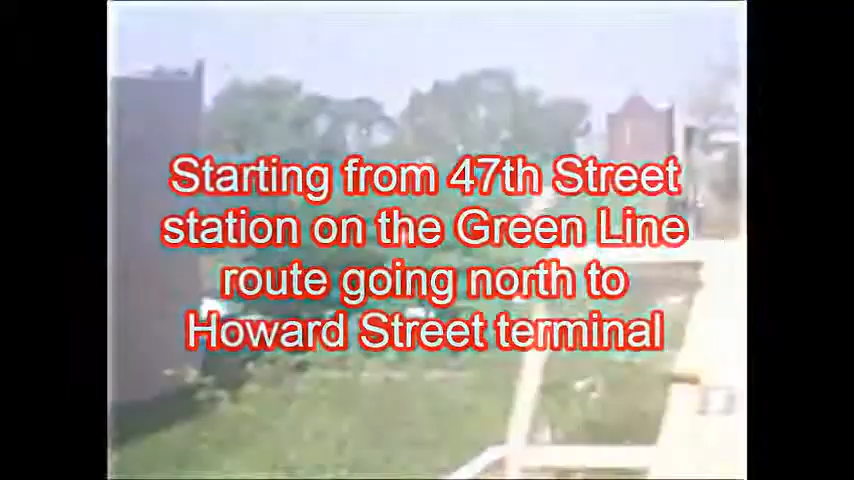 Starting from 47th Street
station on the Green Line
route going north to
Howard Street terminal